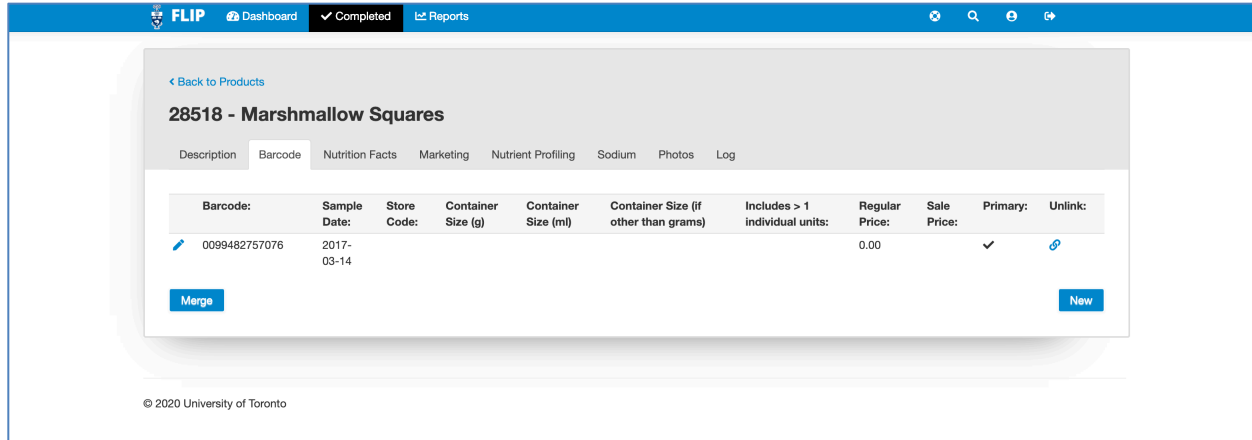 FLIP Dashboard Completed Reports
Back to Products
28518 - Marshmallow Squares
Description Barcode Nutrition Facts Marketing Nutrient Profiling Sodium Photos Log
Barcode: Sample Date: Store Code: Container Size (g) Container Size (ml) Container Size (if other than grams) Includes > 1 individual units: Regular Price: Sale Price: Primary: Unlink:
0099482757076 2017-03-14 0.00
Merge New
© 2020 University of Toronto